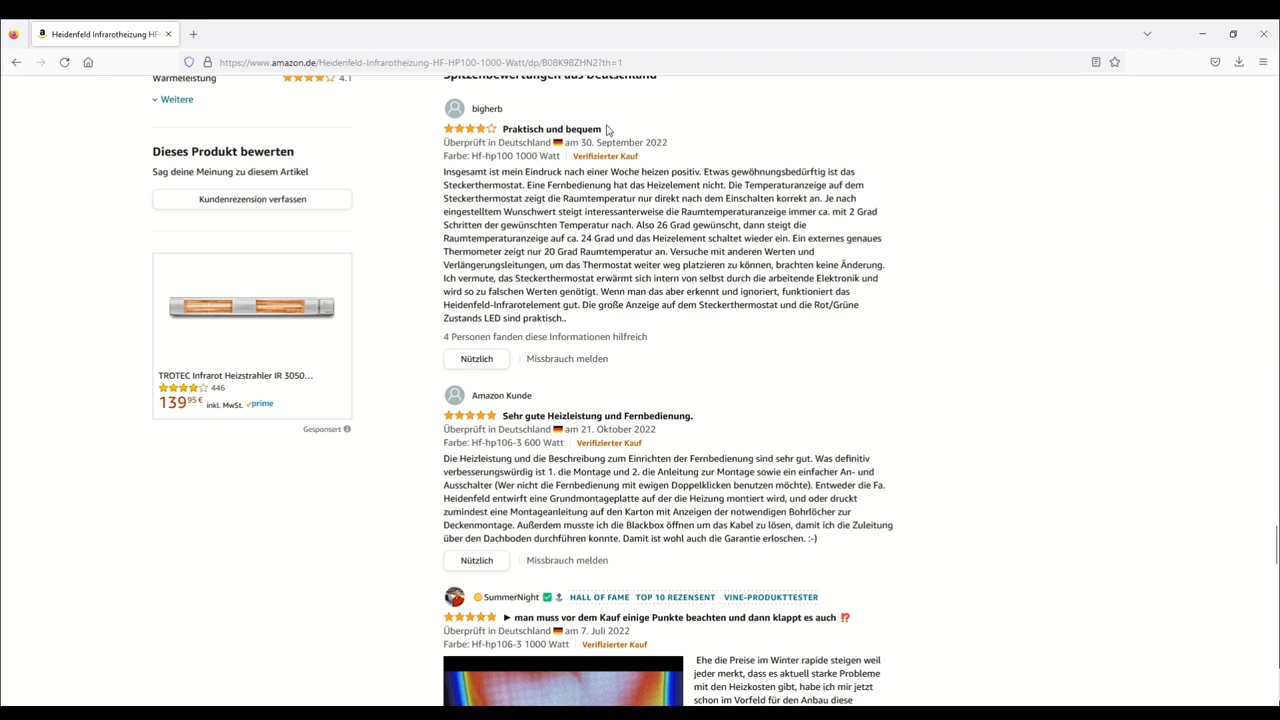 Heidenfeld Infrarotheizung HF-
https://www.amazon.de/Heidenfeld-Infrarotheizung-HF-HP100-1000-Watt/dp/B08K98ZHN2?th=1
Wärmeleistung 4.1
Weitere
Dieses Produkt bewerten
Sag deine Meinung zu diesem Artikel
Kundenrezension verfassen
TROTEC Infrarot Heizstrahler IR 3050...
446
139 95 € inkl. MwSt. prime
Gesponsert
Spitzenbewertungen aus Deutschland
bigherb
Praktisch und bequem
Überprüft in Deutschland am 30. September 2022
Farbe: Hf-hp100 1000 Watt | Verifizierter Kauf
Insgesamt ist mein Eindruck nach einer Woche heizen positiv. Etwas gewöhnungsbedürftig ist das
Steckerthermostat. Eine Fernbedienung hat das Heizelement nicht. Die Temperaturanzeige auf dem
Steckerthermostat zeigt die Raumtemperatur nur direkt nach dem Einschalten korrekt an. Je nach
eingestelltem Wunschwert steigt interessanterweise die Raumtemperaturanzeige immer ca. mit 2 Grad
Schritten der gewünschten Temperatur nach. Also 26 Grad gewünscht, dann steigt die
Raumtemperaturanzeige auf ca. 24 Grad und das Heizelement schaltet wieder ein. Ein externes genaues
Thermometer zeigt nur 20 Grad Raumtemperatur an. Versuche mit anderen Werten und
Verlängerungsleitungen, um das Thermostat weiter weg platzieren zu können, brachten keine Änderung.
Ich vermute, das Steckerthermostat erwärmt sich intern von selbst durch die arbeitende Elektronik und
wird so zu falschen Werten genötigt. Wenn man das aber erkennt und ignoriert, funktioniert das
Heidenfeld-Infrarotelement gut. Die große Anzeige auf dem Steckerthermostat und die Rot/Grüne
Zustands LED sind praktisch..
4 Personen fanden diese Informationen hilfreich
Nützlich | Missbrauch melden
Amazon Kunde
Sehr gute Heizleistung und Fernbedienung.
Überprüft in Deutschland am 21. Oktober 2022
Farbe: Hf-hp106-3 600 Watt | Verifizierter Kauf
Die Heizleistung und die Beschreibung zum Einrichten der Fernbedienung sind sehr gut. Was definitiv
verbesserungswürdig ist 1. die Montage und 2. die Anleitung zur Montage sowie ein einfacher An- und
Ausschalter (Wer nicht die Fernbedienung mit ewigen Doppelklicken benutzen möchte). Entweder die Fa.
Heidenfeld entwirft eine Grundmontageplatte auf der die Heizung montiert wird, und oder druckt
zumindest eine Montageanleitung auf den Karton mit Anzeigen der notwendigen Bohrlöcher zur
Deckenmontage. Außerdem musste ich die Blackbox öffnen um das Kabel zu lösen, damit ich die Zuleitung
über den Dachboden durchführen konnte. Damit ist wohl auch die Garantie erloschen. :-)
Nützlich | Missbrauch melden
SummerNight HALL OF FAME TOP 10 REZENSENT VINE-PRODUKTTESTER
► man muss vor dem Kauf einige Punkte beachten und dann klappt es auch ⁉️
Überprüft in Deutschland am 7. Juli 2022
Farbe: Hf-hp106-3 1000 Watt | Verifizierter Kauf
Ehe die Preise im Winter rapide steigen weil
jeder merkt, dass es aktuell starke Probleme
mit den Heizkosten gibt, habe ich mir jetzt
schon im Vorfeld für den Anbau diese